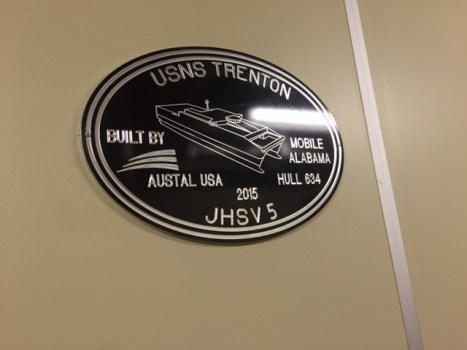 USNS TRENTON
BUILT BY
AUSTAL USA
MOBILE
ALABAMA
HULL 634
2015
JHSV 5